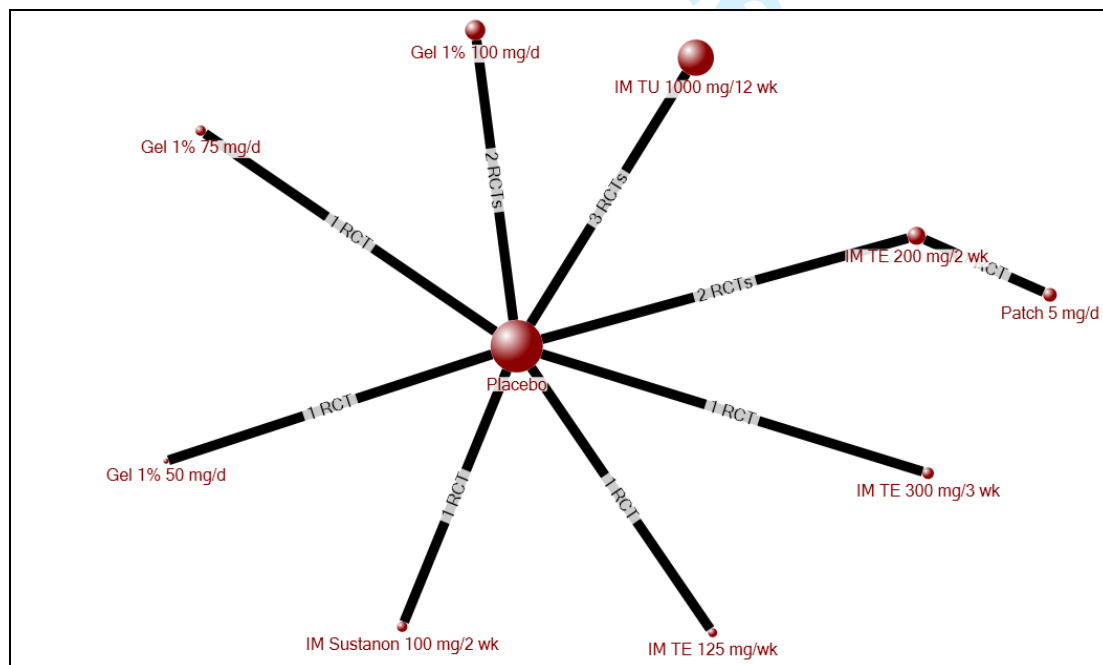 Gel 1% 100 mg/d
IM TU 1000 mg/12 wk
Gel 1% 75 mg/d
2 RCTs
3 RCTs
1 RCT
IM TE 200 mg/2 wk
RCT
2 RCTs
Patch 5 mg/d
Placebo
1 RCT
1 RCT
Gel 1% 50 mg/d
IM TE 300 mg/3 wk
1 RCT
1 RCT
IM Sustanon 100 mg/2 wk
IM TE 125 mg/wk